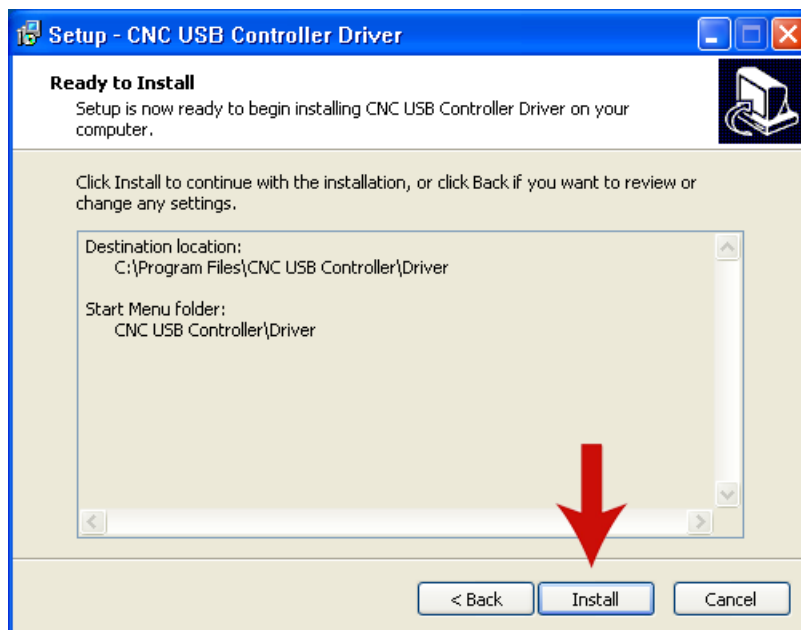 Setup - CNC USB Controller Driver
Ready to Install
Setup is now ready to begin installing CNC USB Controller Driver on your
computer.
Click Install to continue with the installation, or click Back if you want to review or
change any settings.
Destination location:
C:\Program Files\CNC USB Controller\Driver
Start Menu folder:
CNC USB Controller\Driver
< Back
Install
Cancel